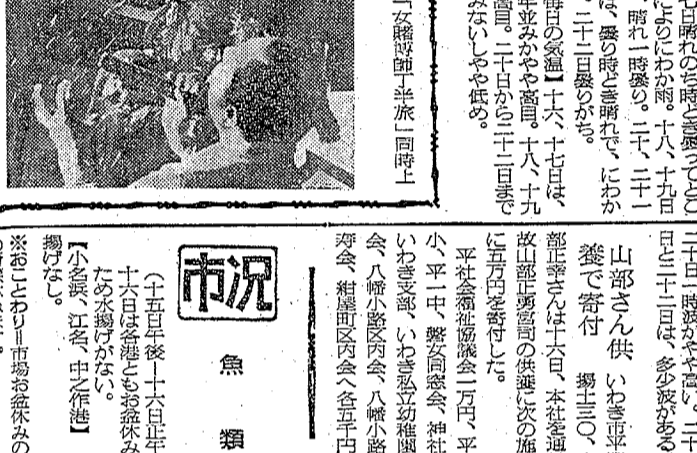 七日晴れのち時どき曇ってとこ
によりにわか雨。十八、十九日
は、晴れ一時曇り。二十、二十一
は、曇り時どき晴れで、にわか
。二十二日曇りがち。
毎日の気温】十六、十七日は、
年並みかやや高目。十八、十九
高目。二十日から二十二日まで
みないしやや低め。
「女賭博師丁半旅」同時上
二十日一時波がやや高い。二十
日と二十二日は、多少波がある
山部さん供
養で寄付
いわき市平
揚土三〇、
部正幸さんは十六日、本社を通
故山部正勇宮司の供養に次の施
に五万円を寄付した。
平社会福祉協議会一万円、平
小、平一中、磐女同窓会、神社
いわき支部、いわき私立幼稚園
会、八幡小路区内会、八幡小路
寿会、紺屋町区内会へ各五千円
市況
魚類
(十五日午後―十六日正午
十六日は各港ともお盆休み
ため水揚げがない。
【小名浜、江名、中之作港】
揚げなし。
※おことわり=市場お盆休みの